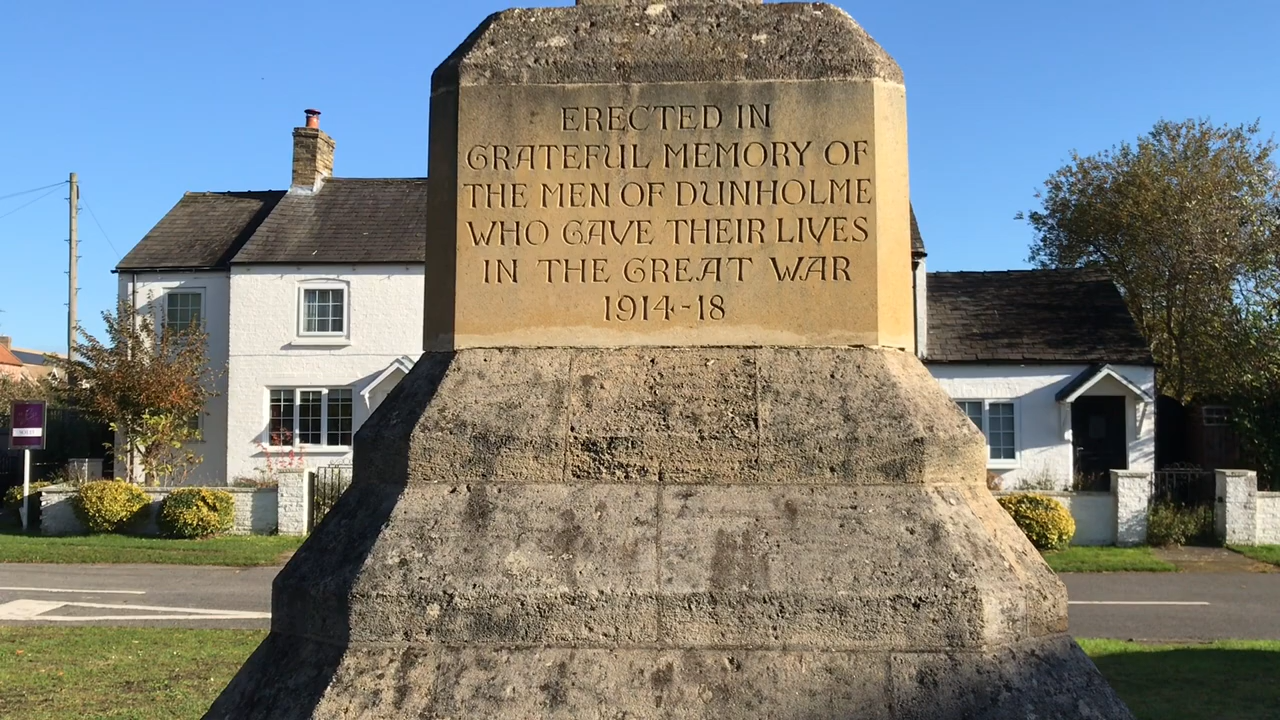 ERECTED IN
GRATEFUL MEMORY OF
THE MEN OF DUNHOLME
WHO GAVE THEIR LIVES
IN THE GREAT WAR
1914-18